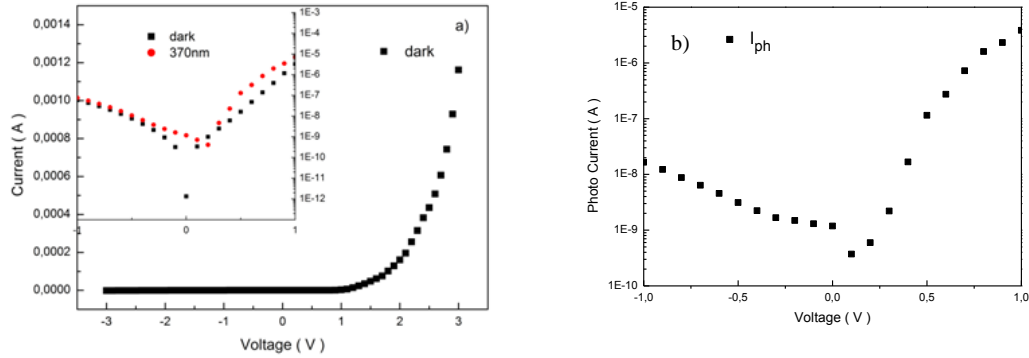 a)
dark
370nm
dark
0,0014
0,0012
0,0010
0,0008
0,0006
0,0004
0,0002
0,0000
Current ( A )
1E-3
1E-4
1E-5
1E-6
1E-7
1E-8
1E-9
1E-10
1E-11
1E-12
-1
0
1
-3
-2
-1
0
1
2
3
Voltage ( V )
b)
I_ph
1E-5
1E-6
1E-7
1E-8
1E-9
1E-10
Photo Current ( A )
-1,0
-0,5
0,0
0,5
1,0
Voltage ( V )